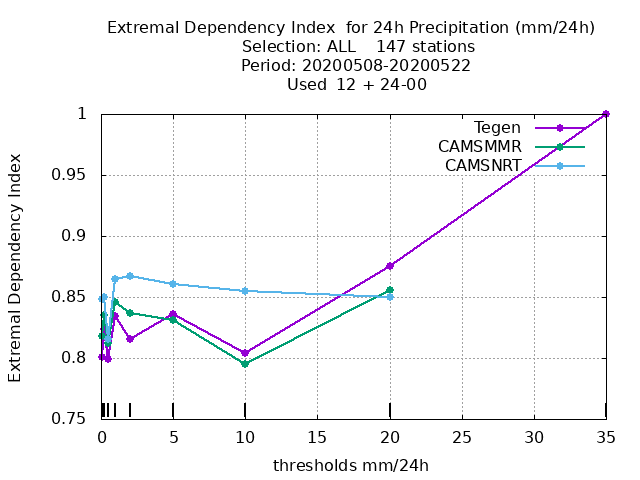 Extremal Dependency Index  for 24h Precipitation (mm/24h)
Selection: ALL    147 stations
Period: 20200508-20200522
Used  12 + 24-00
Extremal Dependency Index
1
0.95
0.9
0.85
0.8
0.75
Tegen
CAMSMMR
CAMSNRT
0 5 10 15 20 25 30 35
thresholds mm/24h